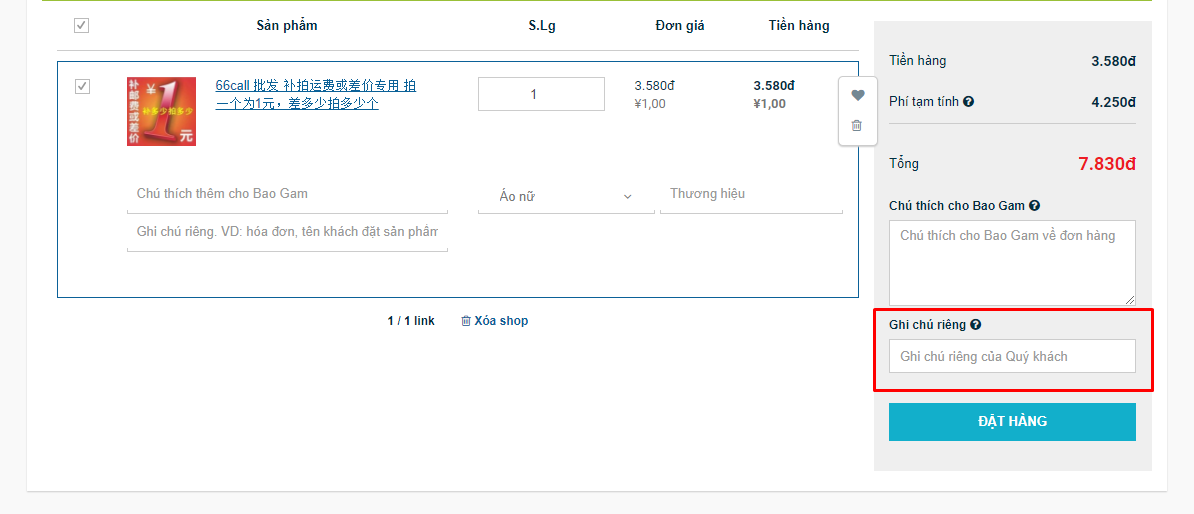 Sản phẩm S.Lg Đơn giá Tiền hàng
补邮费或差价
¥
1
补多少拍多少
元
66call 批发 补拍运费或差价专用 拍
一个为1元，差多少拍多少个
1
3.580đ
¥1,00
3.580đ
¥1,00
Chú thích thêm cho Bao Gam
Áo nữ
Thương hiệu
Ghi chú riêng. VD: hóa đơn, tên khách đặt sản phẩm
1 / 1 link Xóa shop
Tiền hàng 3.580đ
Phí tạm tính 4.250đ
Tổng 7.830đ
Chú thích cho Bao Gam
Chú thích cho Bao Gam về đơn hàng
Ghi chú riêng
Ghi chú riêng của Quý khách
ĐẶT HÀNG